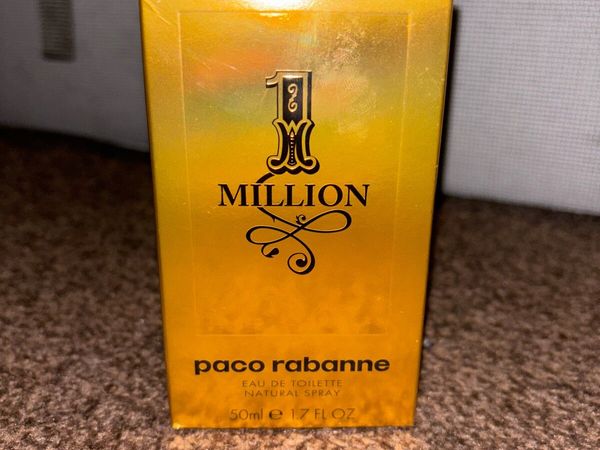 1
MILLION
paco rabanne
EAU DE TOILETTE
NATURAL SPRAY
50ml e 1.7 FL OZ